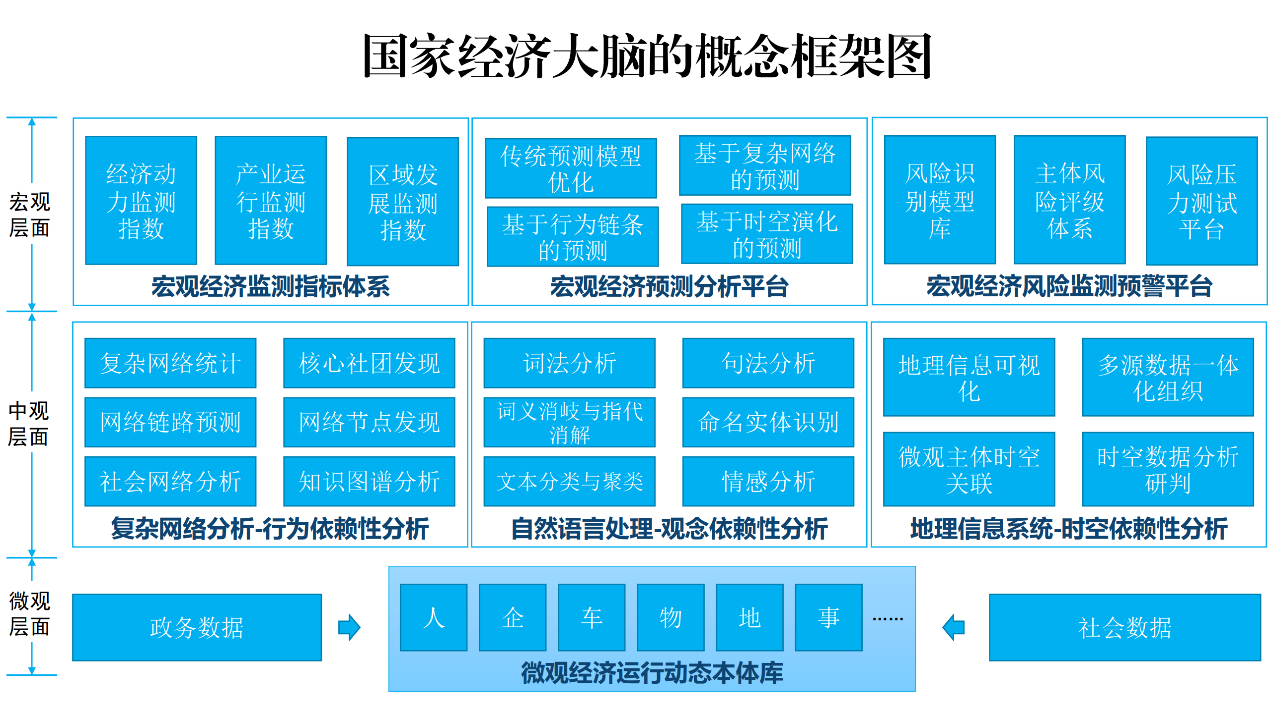 国家经济大脑的概念框架图
宏观
层面
经济动
力监测
指数
产业运
行监测
指数
区域发
展监测
指数
宏观经济监测指标体系
传统预测模型
优化
基于复杂网络
的预测
基于行为链条
的预测
基于时空演化
的预测
宏观经济预测分析平台
风险识
别模型
库
主体风
险评级
体系
风险压
力测试
平台
宏观经济风险监测预警平台
中观
层面
复杂网络统计
核心社团发现
网络链路预测
网络节点发现
社会网络分析
知识图谱分析
复杂网络分析-行为依赖性分析
词法分析
句法分析
词义消岐与指代
消解
命名实体识别
文本分类与聚类
情感分析
自然语言处理-观念依赖性分析
地理信息可视
化
多源数据一体
化组织
微观主体时空
关联
时空数据分析
研判
地理信息系统-时空依赖性分析
微观
层面
政务数据
人
企
车
物
地
事
……
微观经济运行动态本体库
社会数据